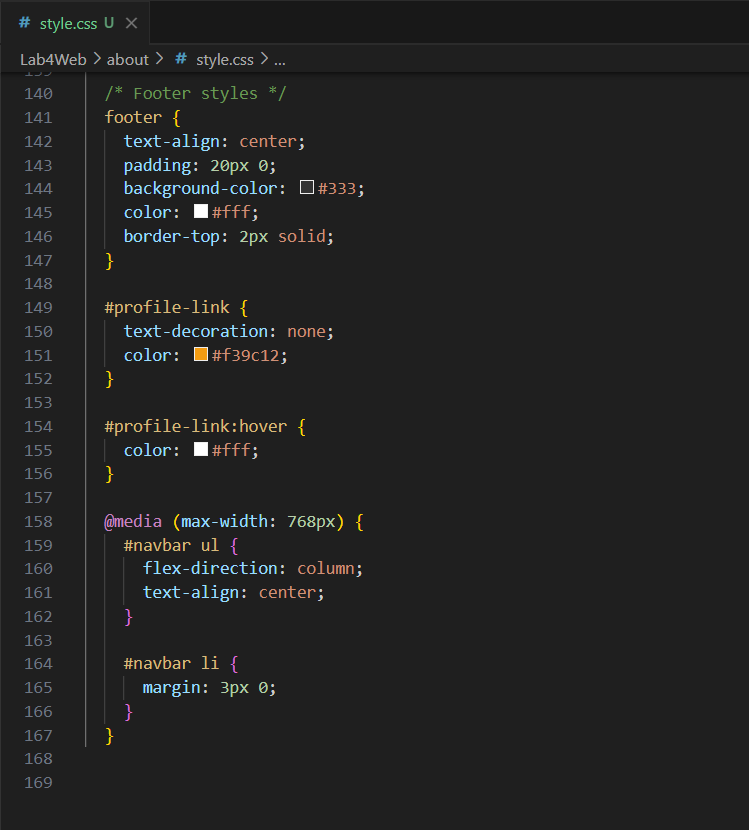 # style.css U ×
Lab4Web > about > # style.css > ...
139
140 /* Footer styles */
141 footer {
142   text-align: center;
143   padding: 20px 0;
144   background-color: #333;
145   color: #fff;
146   border-top: 2px solid;
147 }
148
149 #profile-link {
150   text-decoration: none;
151   color: #f39c12;
152 }
153
154 #profile-link:hover {
155   color: #fff;
156 }
157
158 @media (max-width: 768px) {
159   #navbar ul {
160     flex-direction: column;
161     text-align: center;
162   }
163
164   #navbar li {
165     margin: 3px 0;
166   }
167 }
168
169